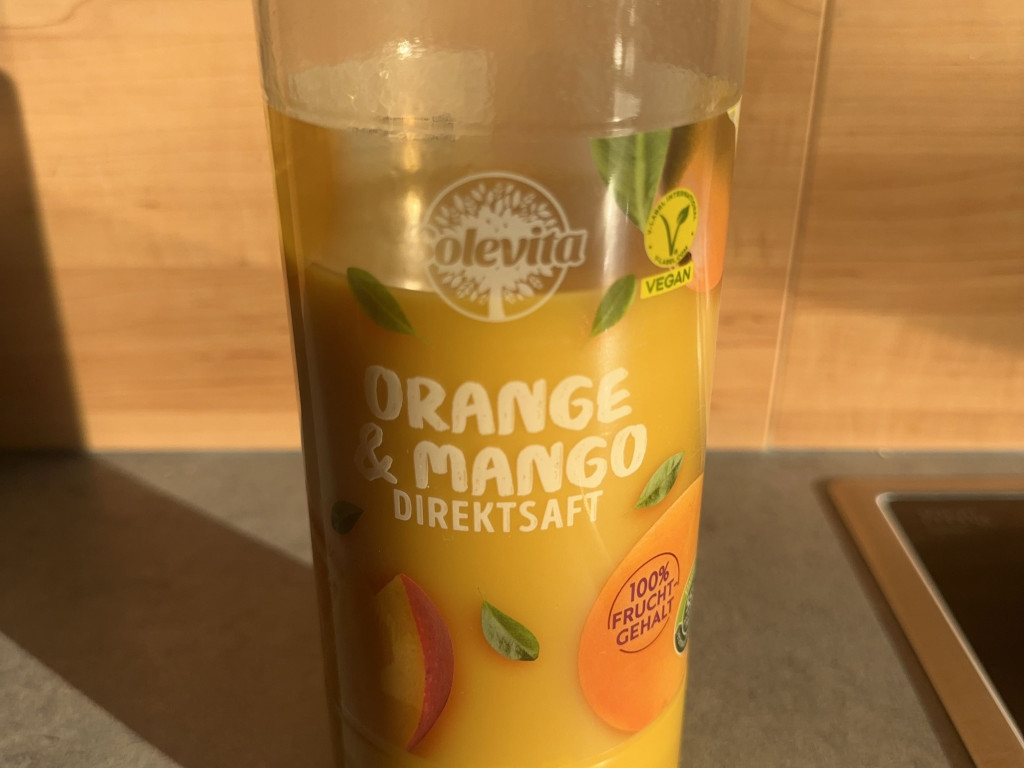 Solevita
VEGAN
ORANGE
& MANGO
DIREKTSAFT
100%
FRUCHT-
GEHALT